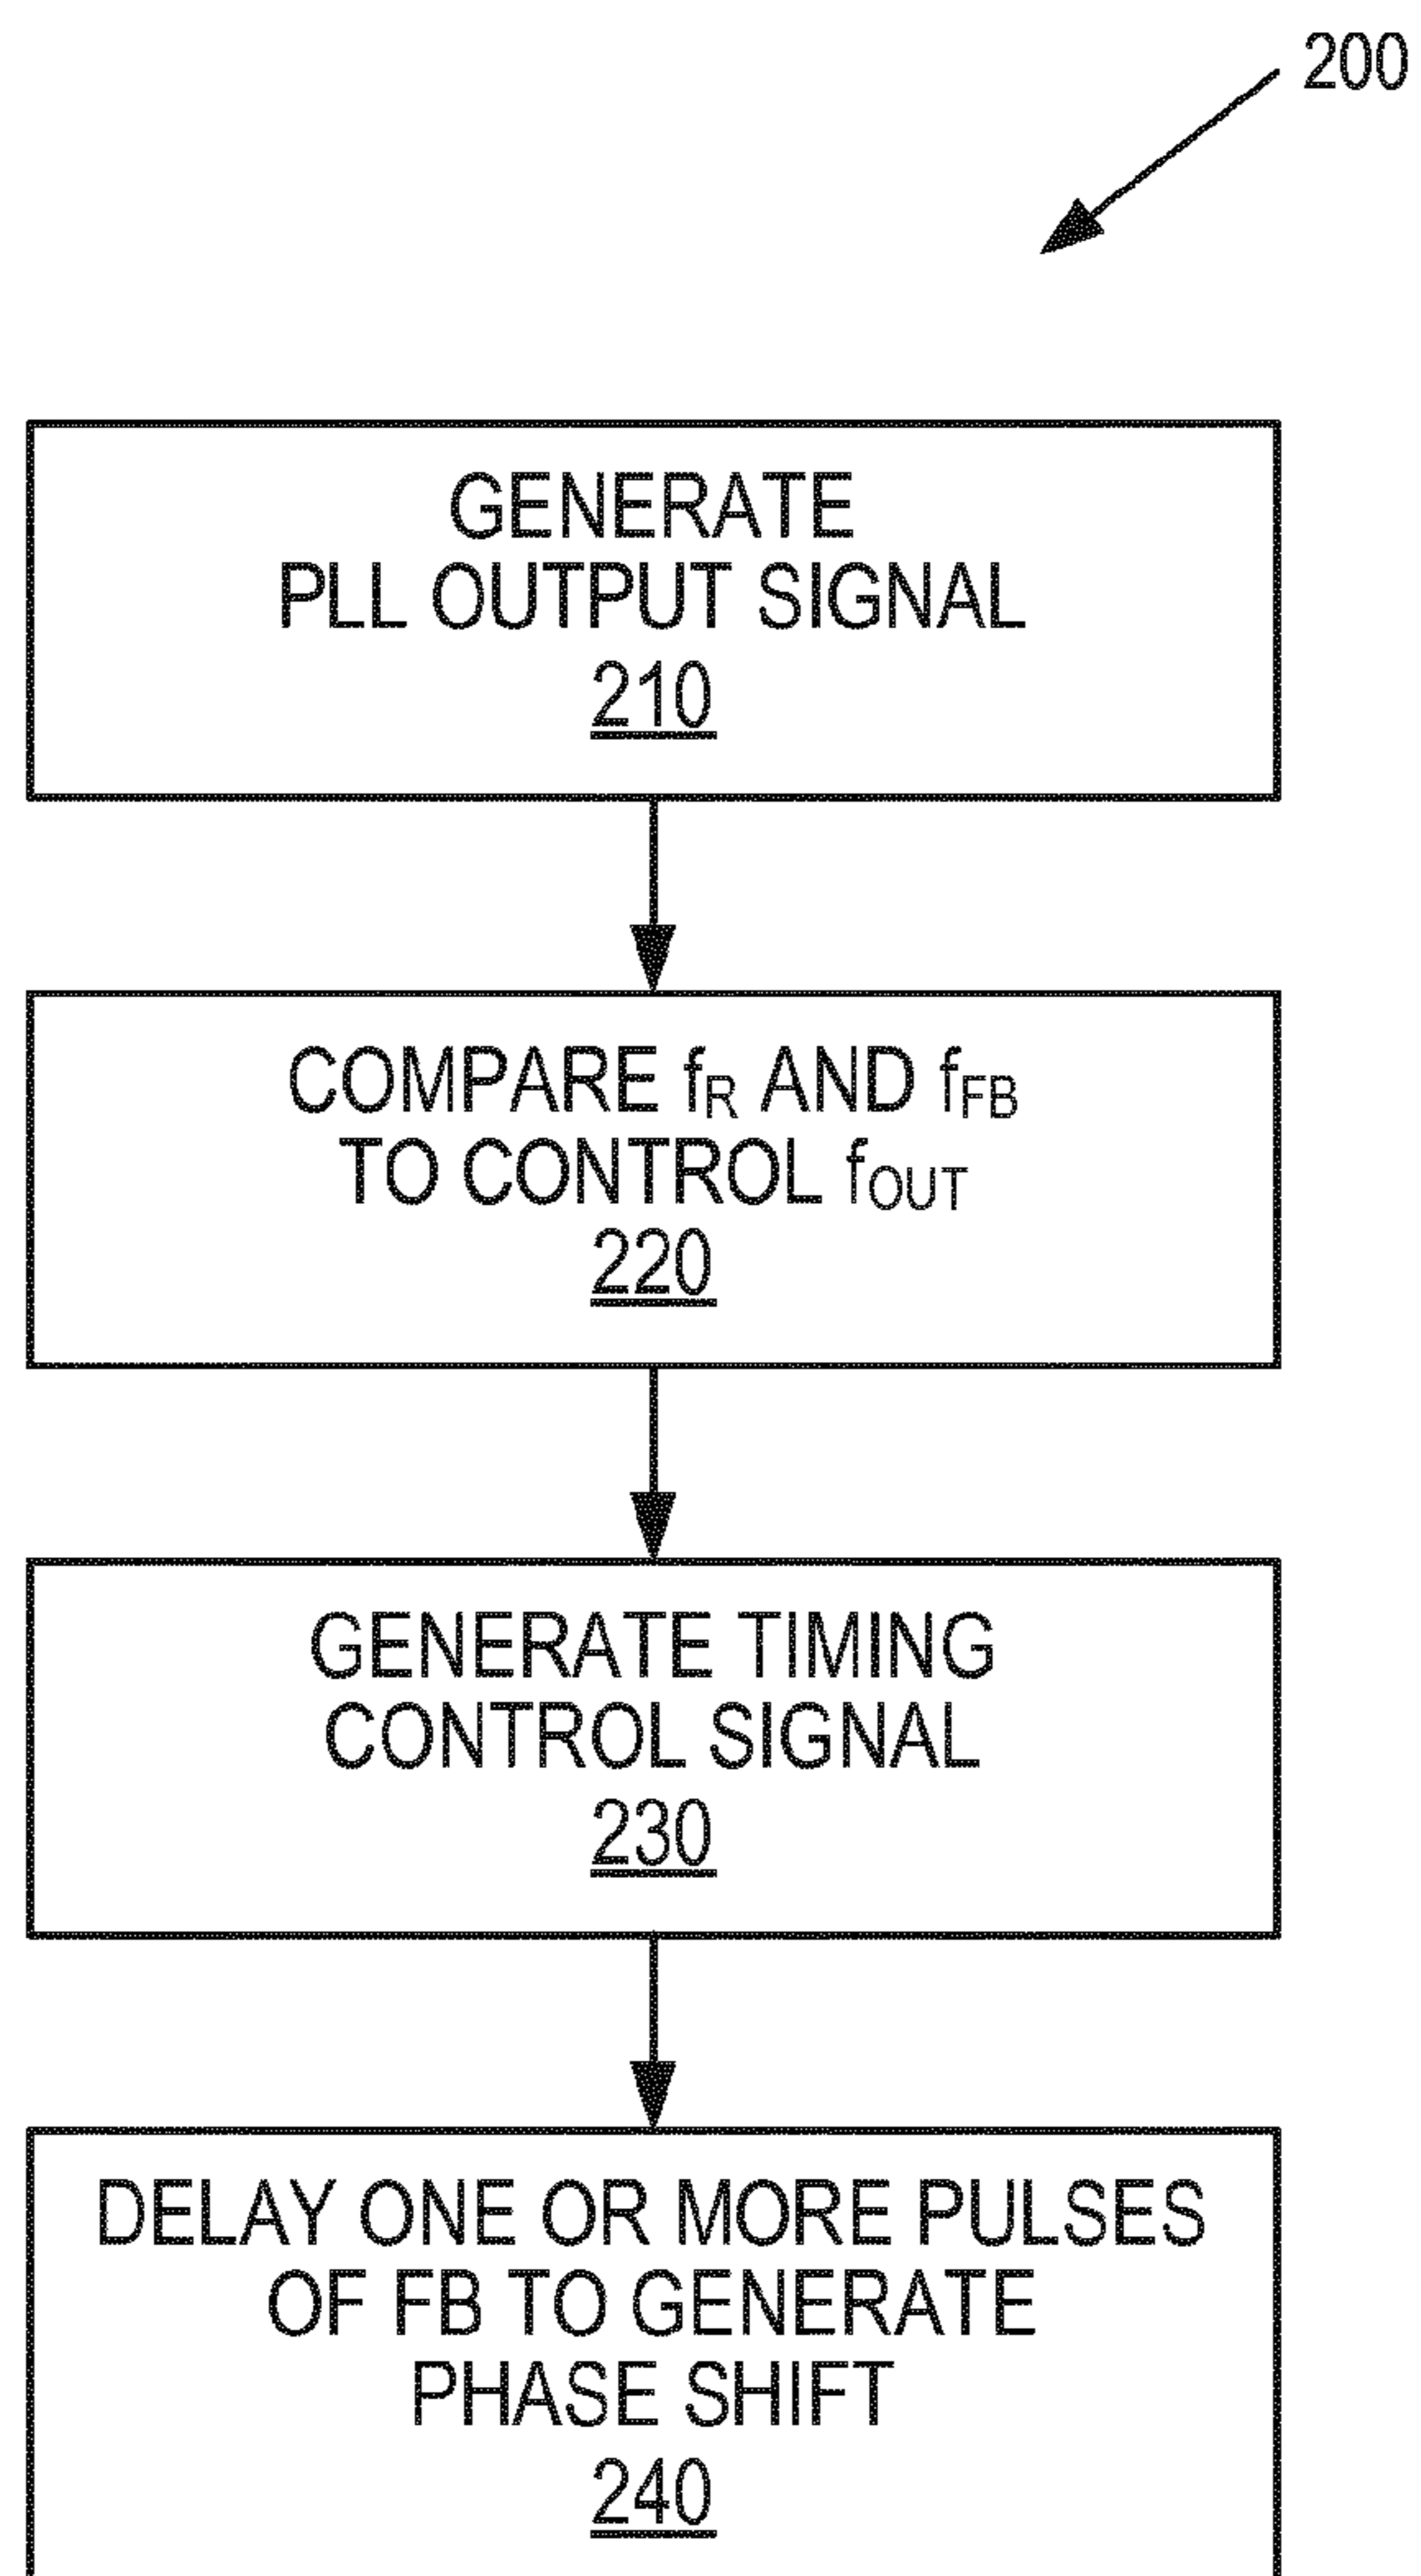 200
GENERATE
PLL OUTPUT SIGNAL
210
COMPARE fR AND fFB
TO CONTROL fOUT
220
GENERATE TIMING
CONTROL SIGNAL
230
DELAY ONE OR MORE PULSES
OF FB TO GENERATE
PHASE SHIFT
240